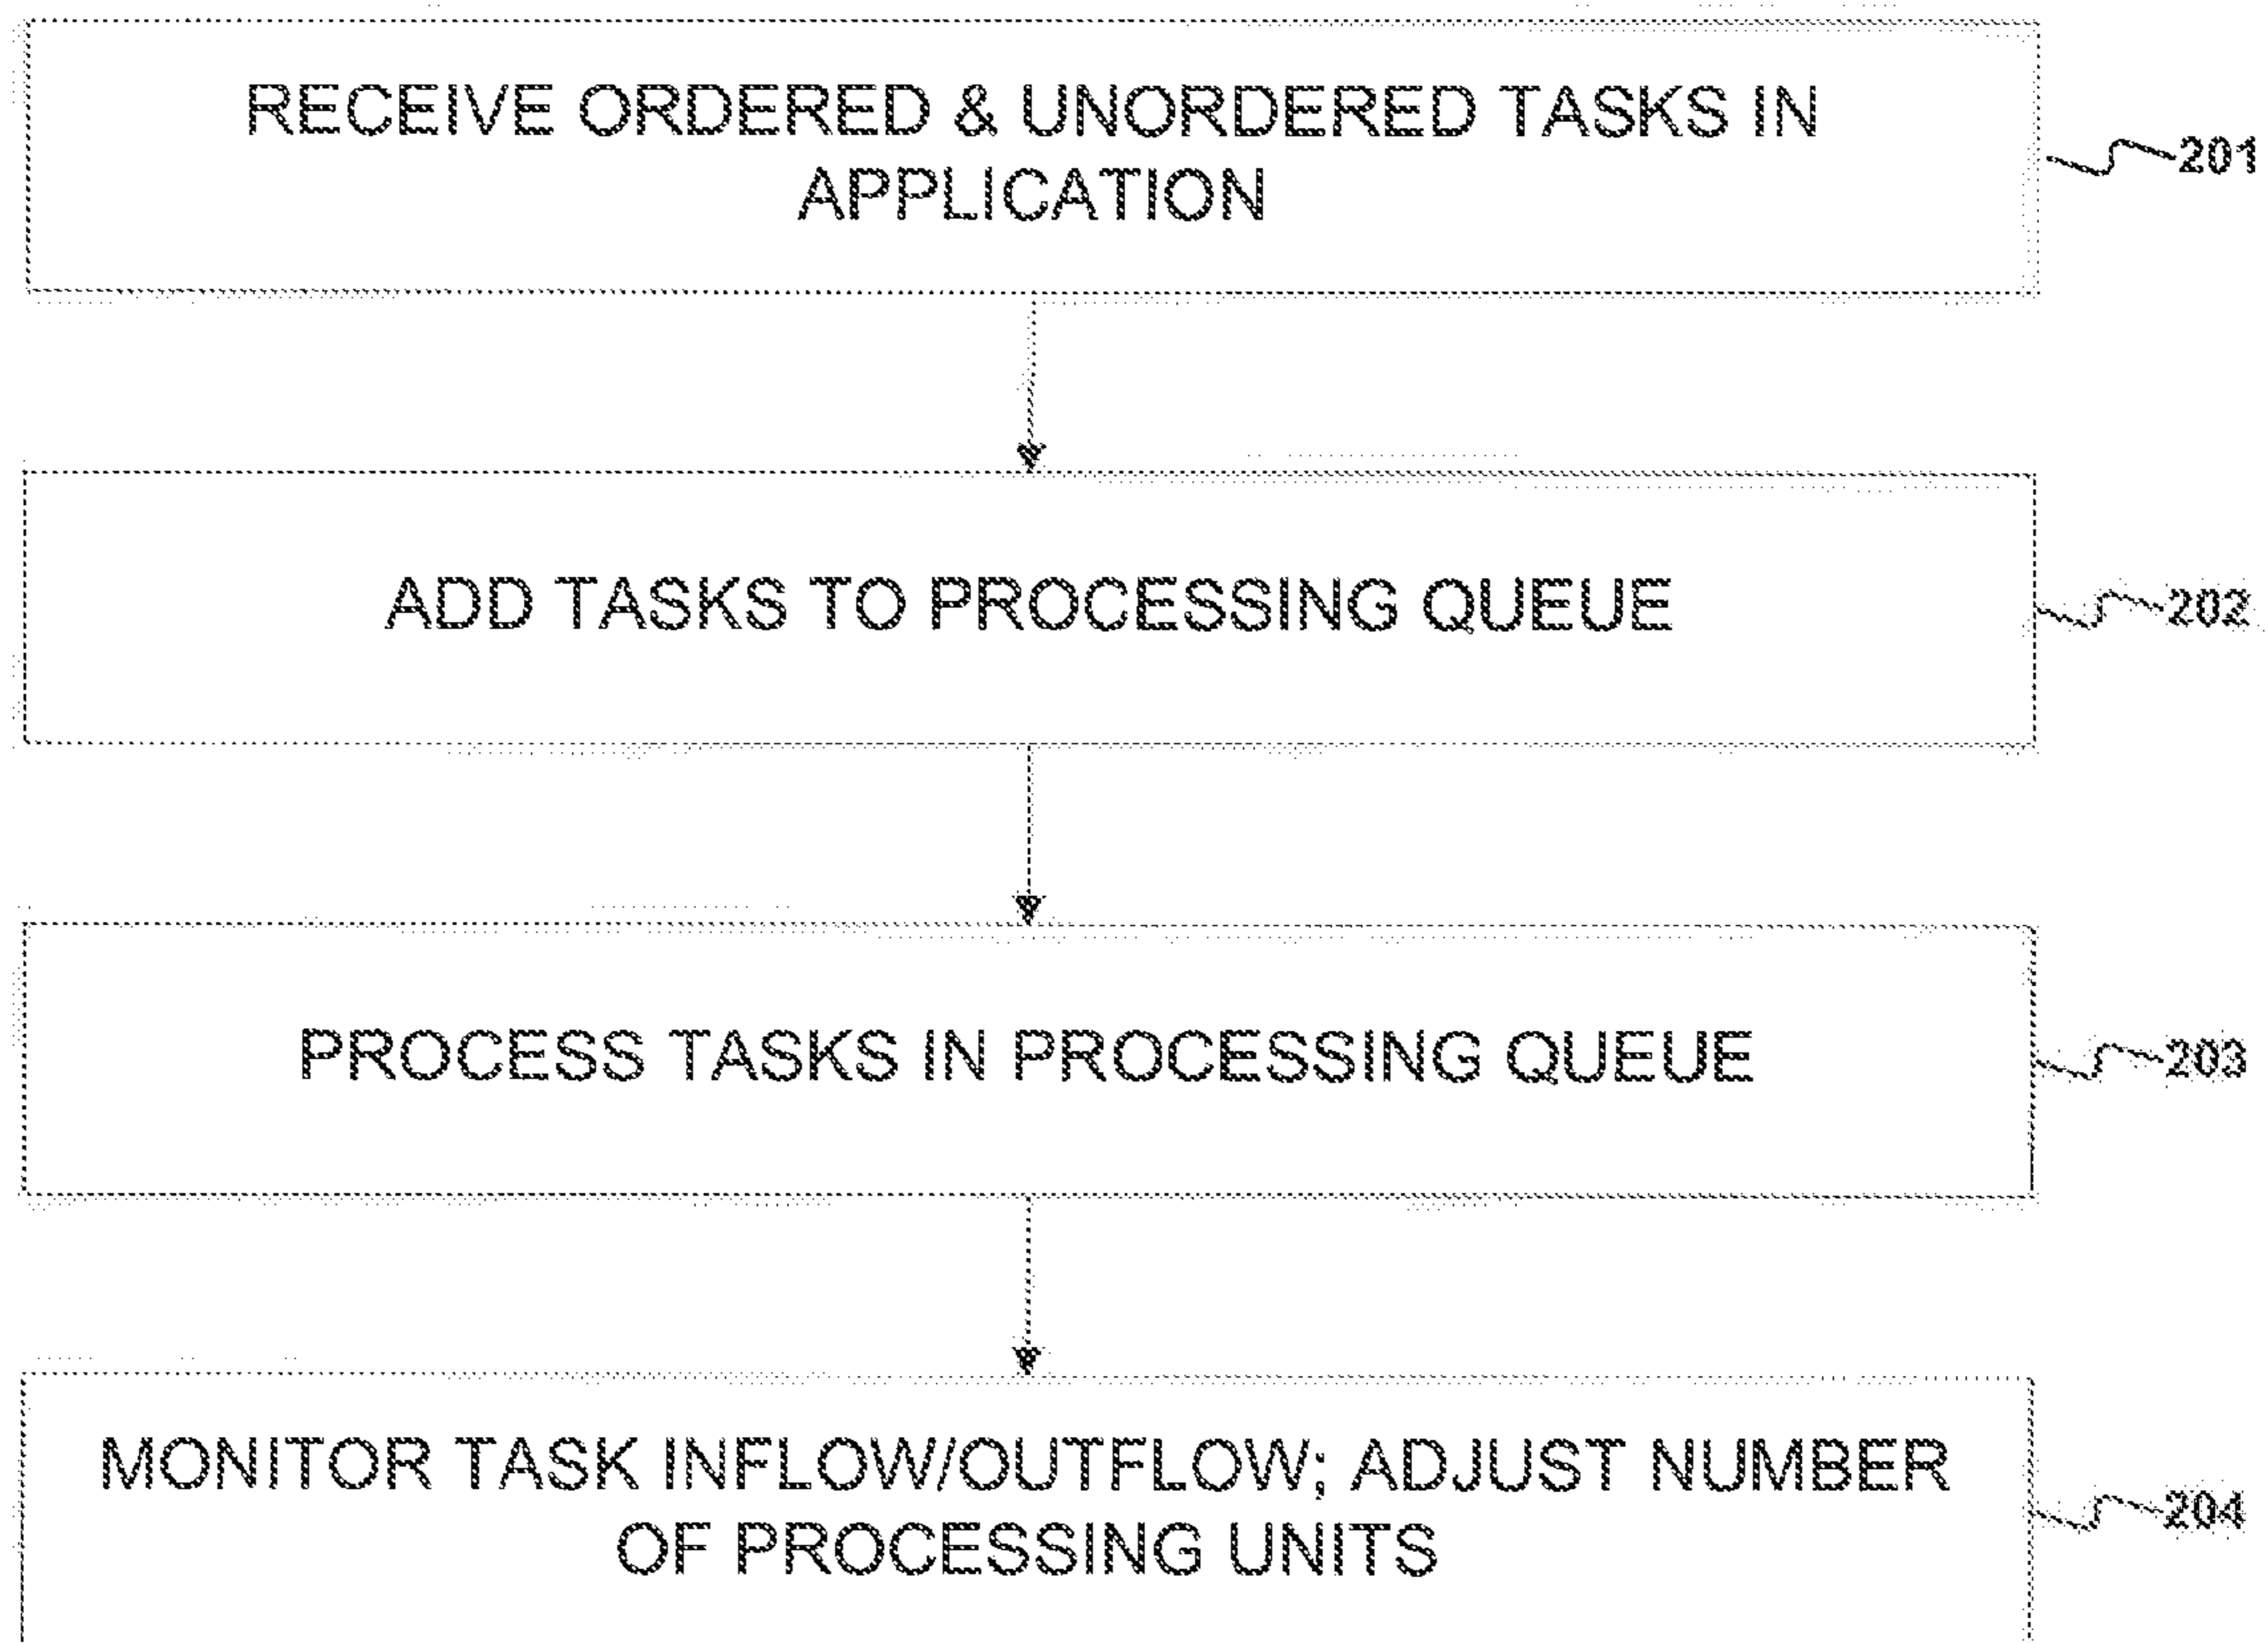 RECEIVE ORDERED & UNORDERED TASKS IN
APPLICATION
201
ADD TASKS TO PROCESSING QUEUE
202
PROCESS TASKS IN PROCESSING QUEUE
203
MONITOR TASK INFLOW/OUTFLOW; ADJUST NUMBER
OF PROCESSING UNITS
204